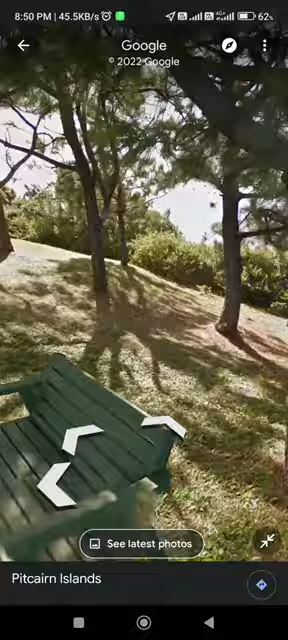 8:50 PM | 45.5KB/s
62%
Google
© 2022 Google
See latest photos
Pitcairn Islands